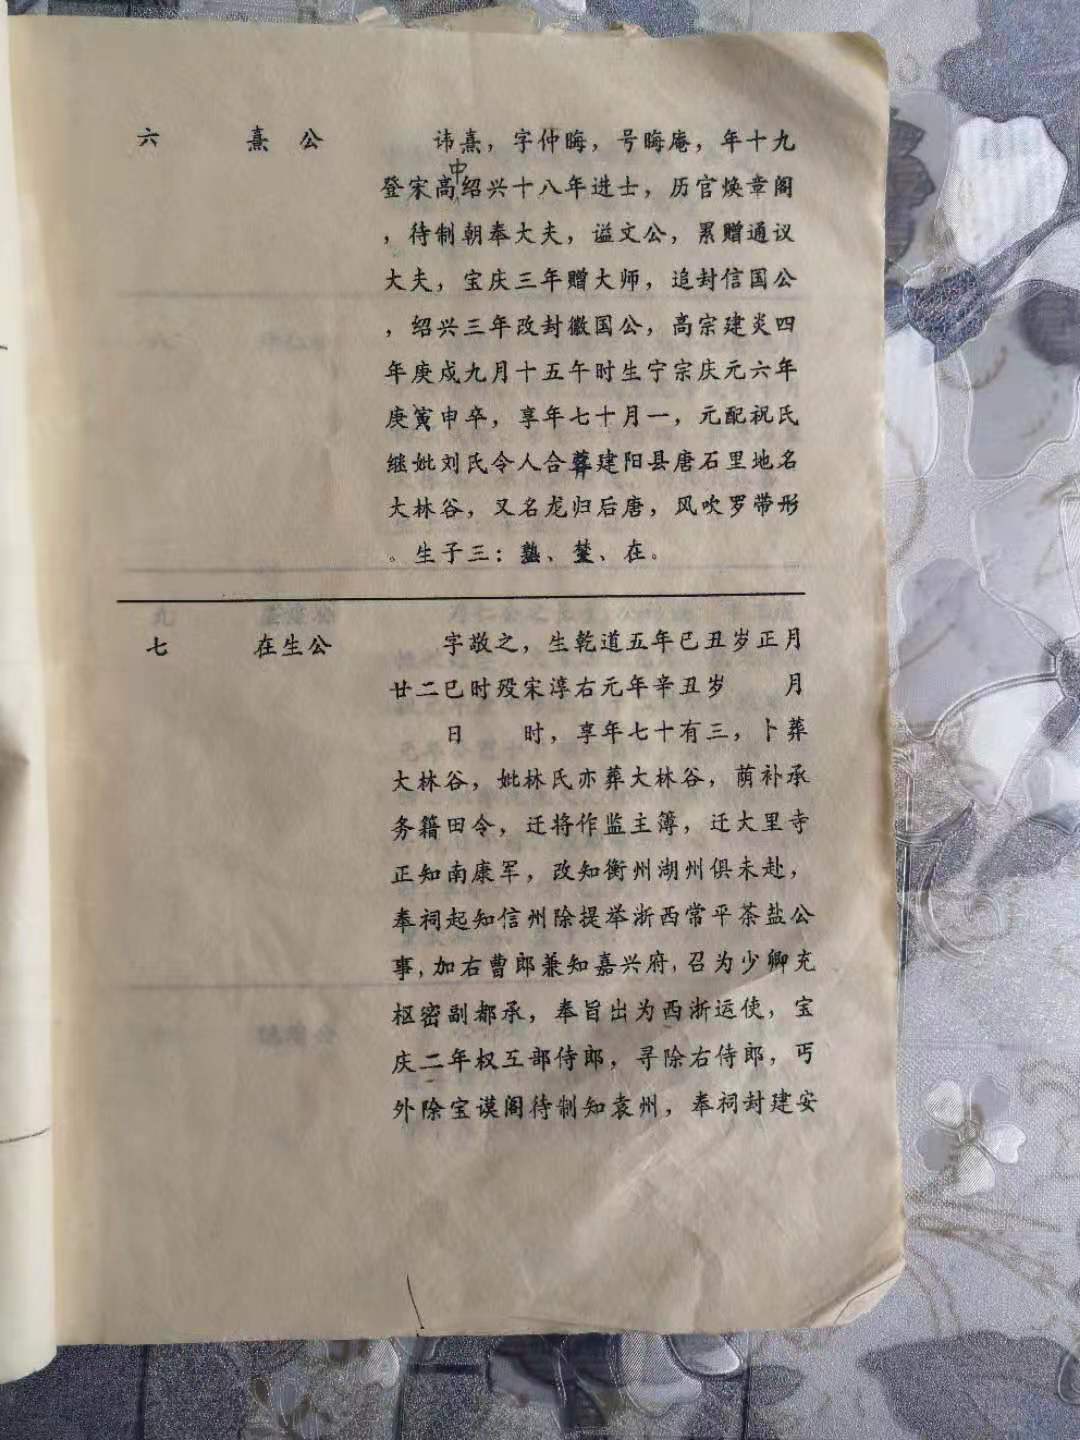 六 熹 公 讳熹，字仲晦，号晦庵，年十九
登宋高中绍兴十八年进士，历官焕章阁
，待制朝奉大夫，谥文公，累赠通议
大夫，宝庆三年赠大师，追封信国公
，绍兴三年改封徽国公，高宗建炎四
年庚戍九月十五午时生宁宗庆元六年
庚寅申卒，享年七十月一，元配祝氏
继妣刘氏令人合葬建阳县唐石里地名
大林谷，又名龙归后唐，风吹罗带形
。生子三：塾、埜、在。
七 在生公 字敬之，生乾道五年已丑岁正月
廿二巳时殁宋淳右元年辛丑岁 月
日 时，享年七十有三，卜葬
大林谷，妣林氏亦葬大林谷，荫补承
务籍田令，迁将作监主簿，迁大里寺
正知南康军，改知衡州湖州俱未赴，
奉祠起知信州除提举浙西常平茶盐公
事，加右曹郎兼知嘉兴府，召为少卿充
枢密副都承，奉旨出为西浙运使，宝
庆二年权工部侍郎，寻除右侍郎，丐
外除宝谟阁待制知袁州，奉祠封建安